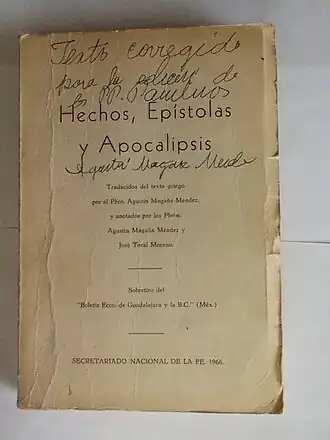 Texto corregido
para la edición de
los PP. Paulinos
Hechos, Epístolas
y Apocalipsis
Agustín Magaña Méndez
Traducidos del texto griego
por el Pbro. Agustín Magaña Méndez,
y anotados por los Pbros.
Agustín Magaña Méndez y
José Toral Moreno.
Sobretiro del
"Boletín Ecco. de Guadalajara y la B.C." (Méx.)
SECRETARIADO NACIONAL DE LA FE. 1966.